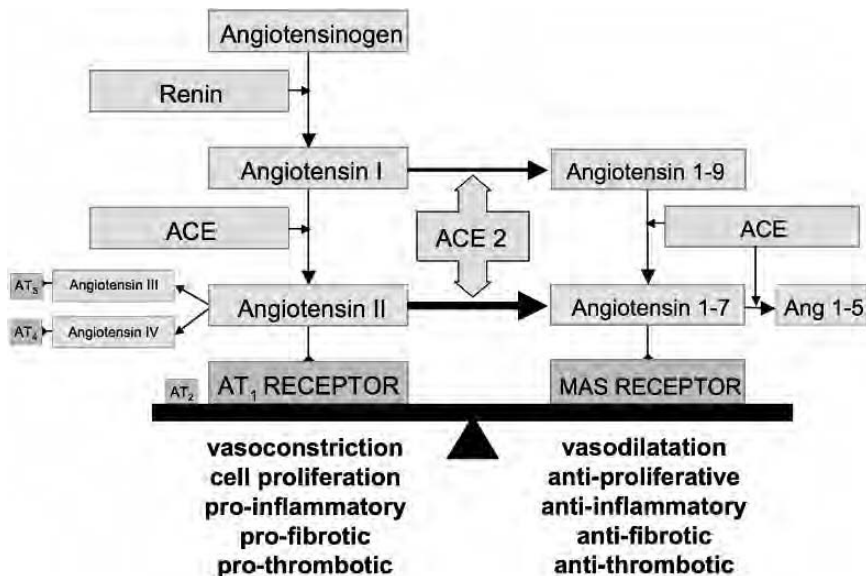 Angiotensinogen
Renin
Angiotensin I
Angiotensin 1-9
ACE
ACE 2
ACE
AT₃
Angiotensin III
Angiotensin II
Angiotensin 1-7
Ang 1-5
AT₄
Angiotensin IV
AT₂
AT₁ RECEPTOR
MAS RECEPTOR
vasoconstriction
cell proliferation
pro-inflammatory
pro-fibrotic
pro-thrombotic
vasodilatation
anti-proliferative
anti-inflammatory
anti-fibrotic
anti-thrombotic